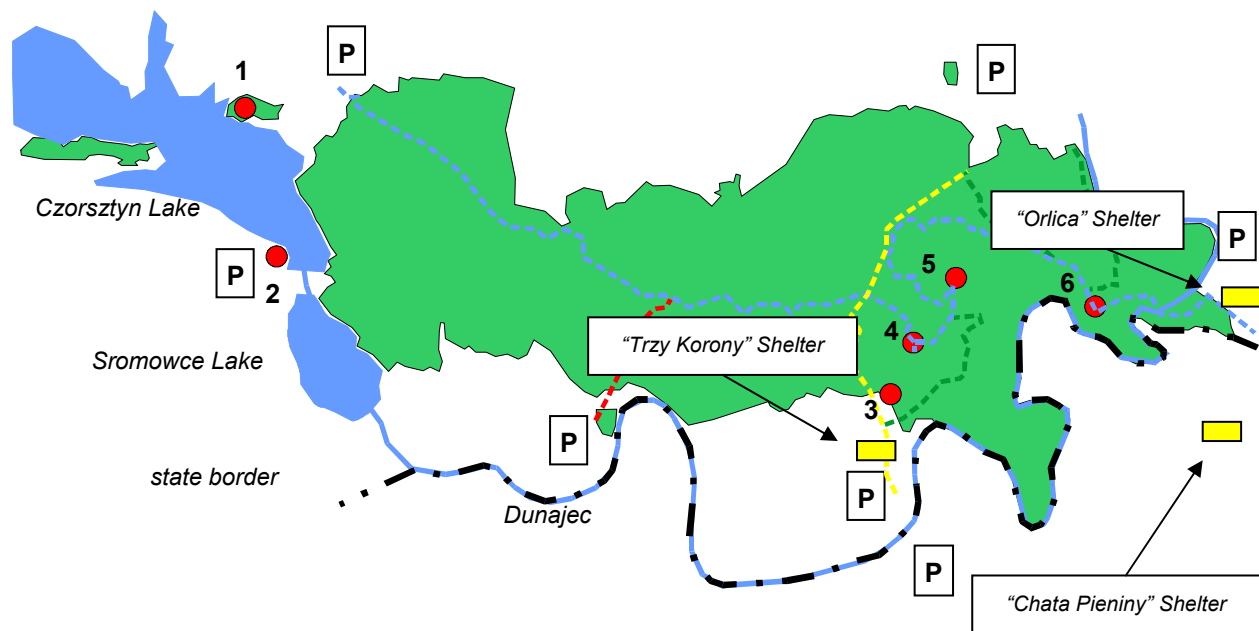 P
P
1
"Orlica" Shelter
Czorsztyn Lake
P
P
2
5
6
4
"Trzy Korony" Shelter
Sromowce Lake
3
P
state border
P
Dunajec
P
"Chata Pieniny" Shelter